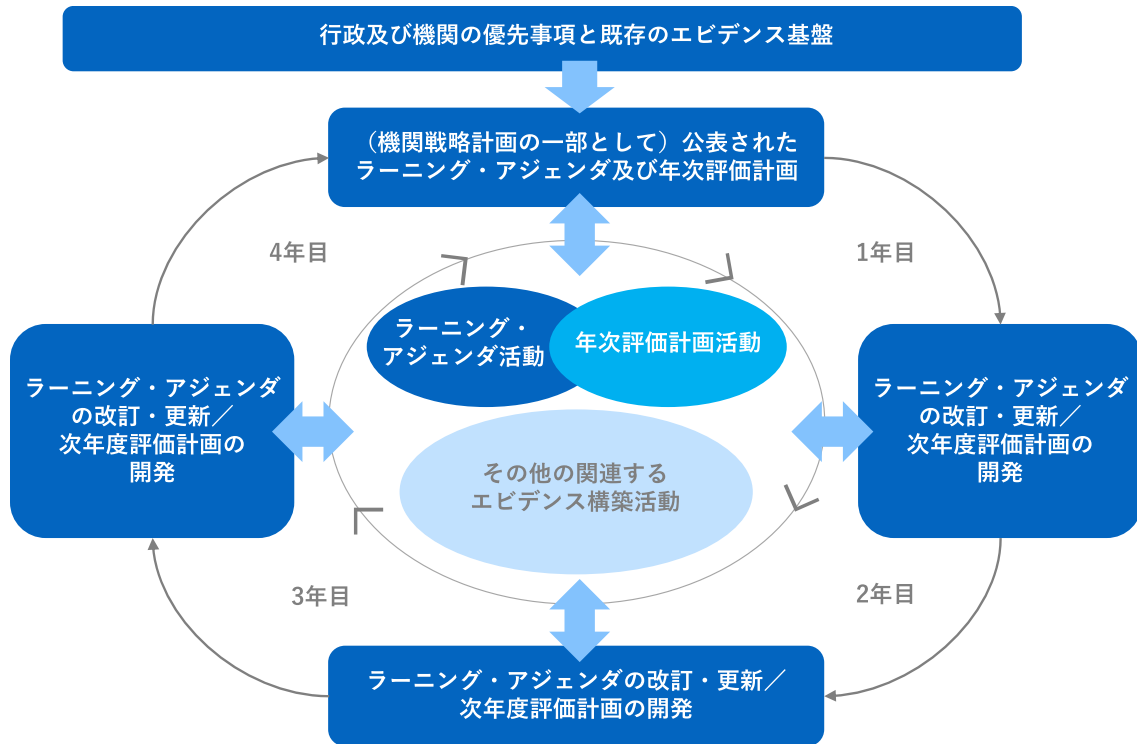 行政及び機関の優先事項と既存のエビデンス基盤
（機関戦略計画の一部として）公表された
ラーニング・アジェンダ及び年次評価計画
4年目
1年目
ラーニング・
アジェンダ活動
年次評価計画活動
ラーニング・アジェンダ
の改訂・更新／
次年度評価計画の
開発
ラーニング・アジェンダ
の改訂・更新／
次年度評価計画の
開発
その他の関連する
エビデンス構築活動
3年目
2年目
ラーニング・アジェンダの改訂・更新／
次年度評価計画の開発